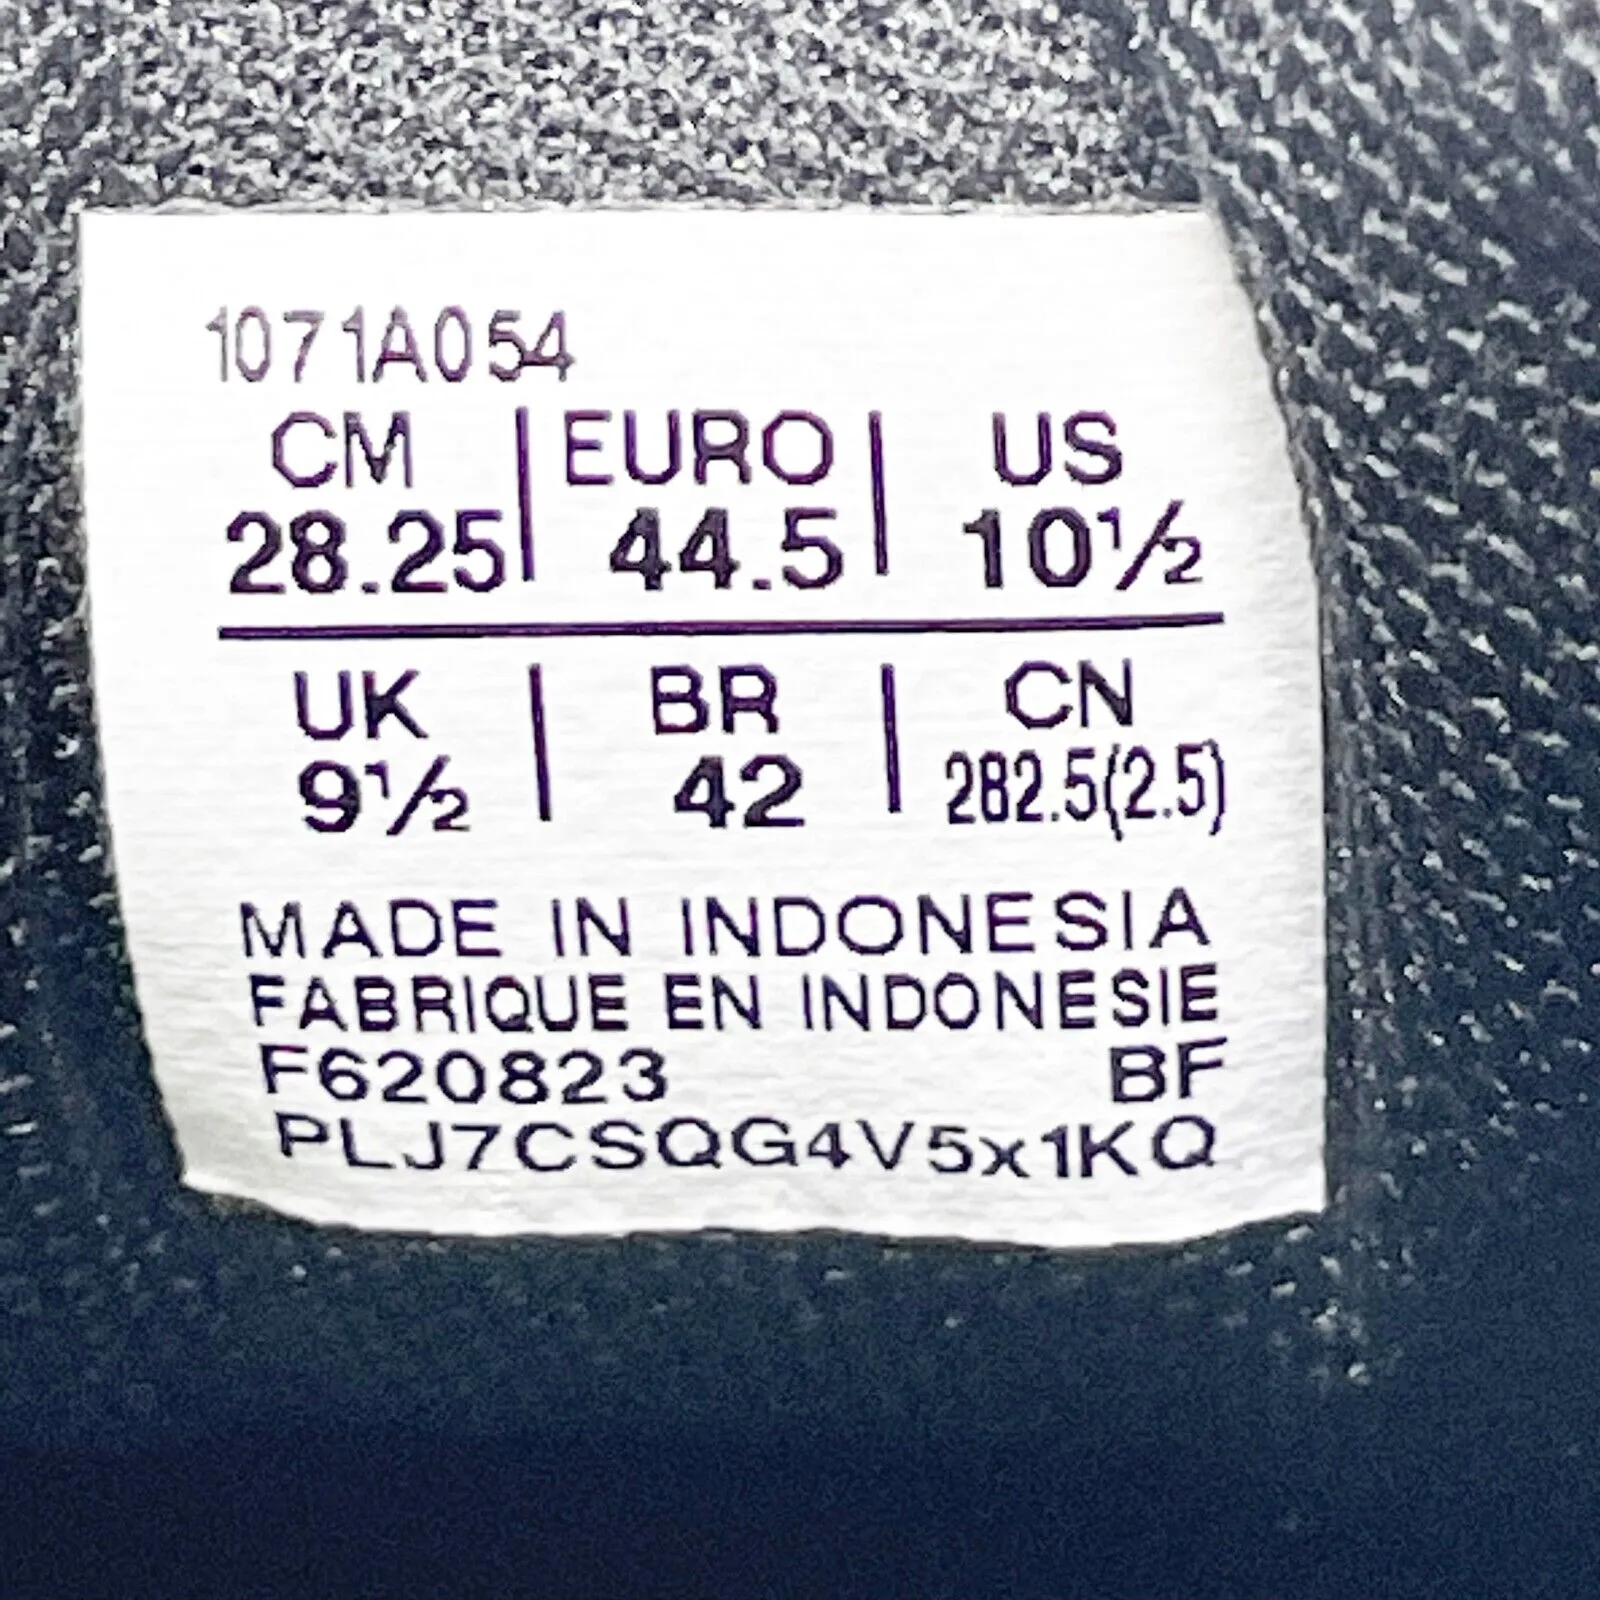 1071A054
CM EURO US
28.25 44.5 10½
UK BR CN
9½ 42 282.5(2.5)
MADE IN INDONESIA
FABRIQUE EN INDONESIE
F620823 BF
PLJ7CSQG4V5x1KQ